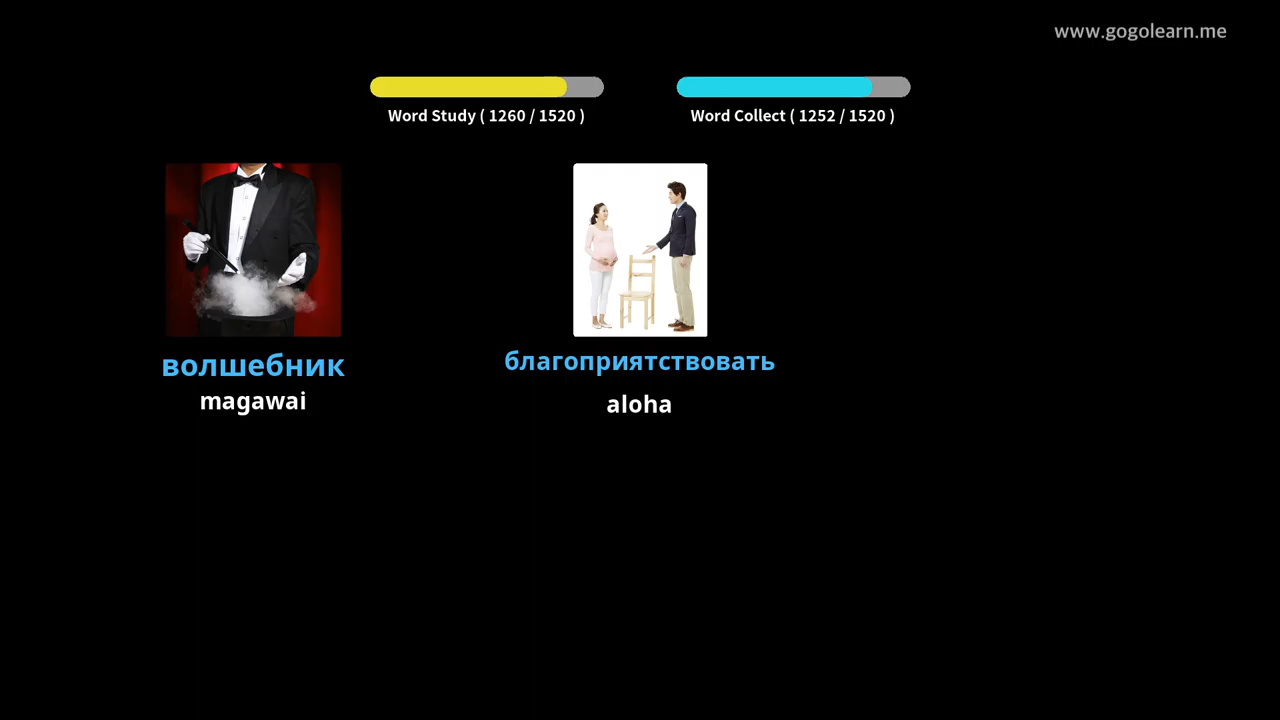 www.gogolearn.me
Word Study ( 1260 / 1520 )
Word Collect ( 1252 / 1520 )
волшебник
magawai
благоприятствовать
aloha